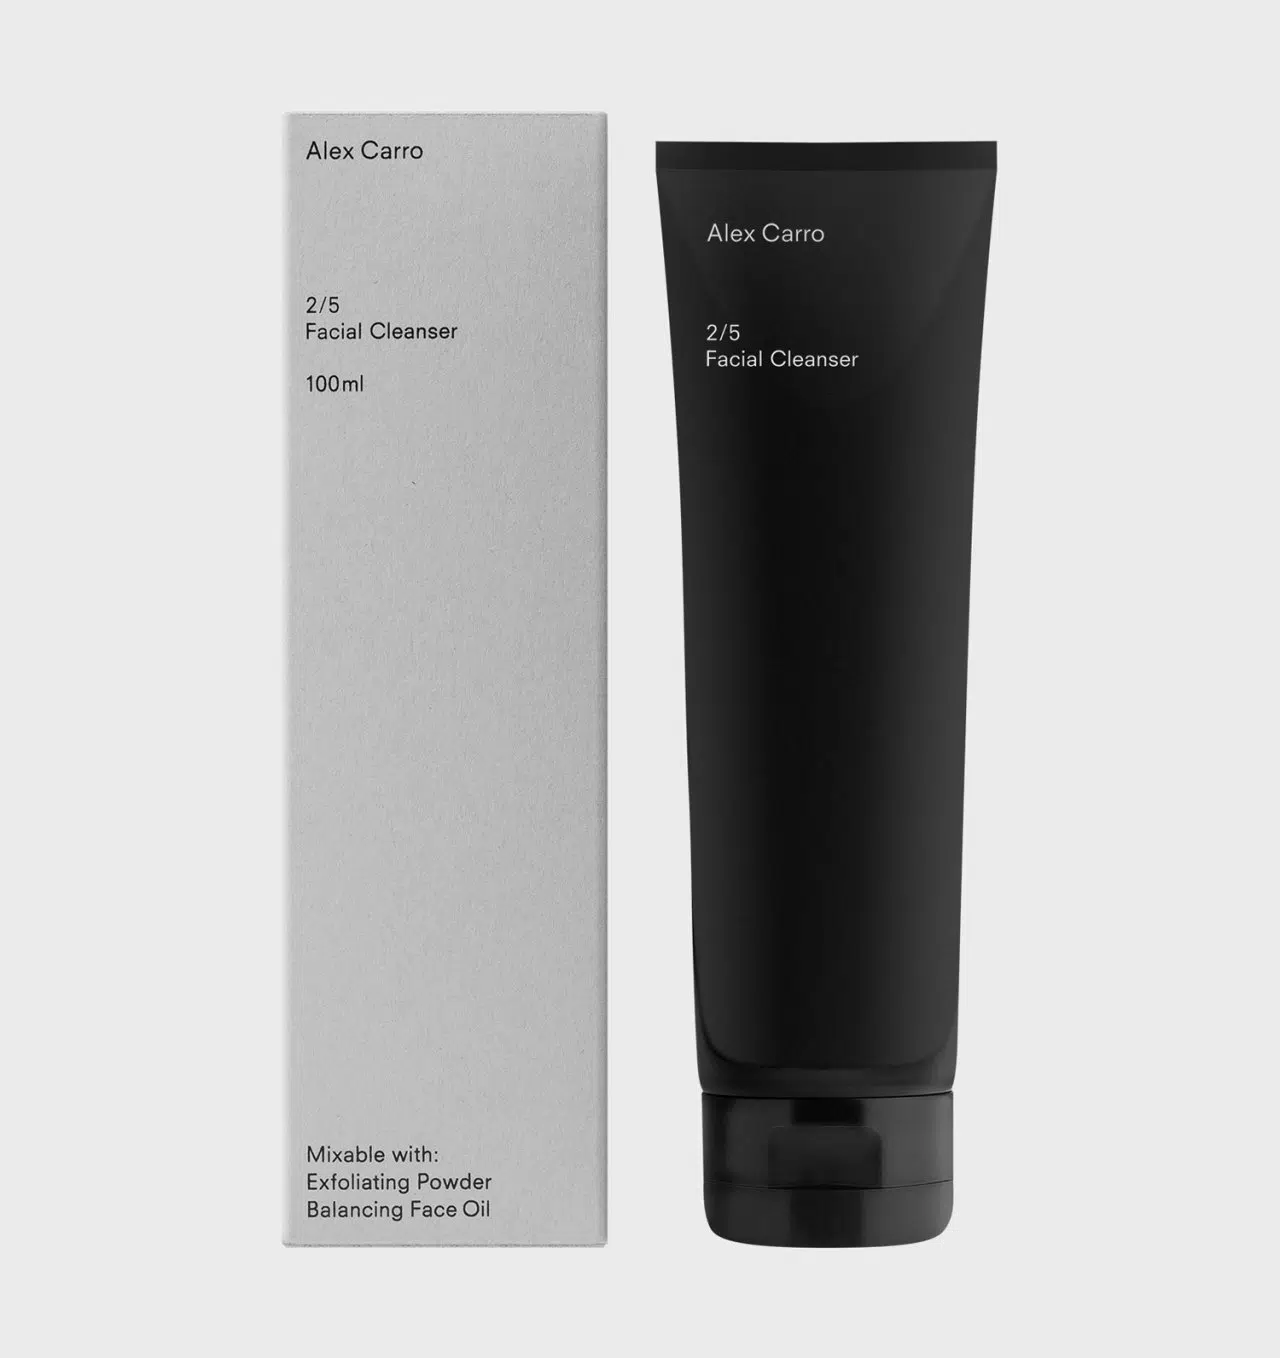 Alex Carro
2/5
Facial Cleanser
100ml
Mixable with:
Exfoliating Powder
Balancing Face Oil
Alex Carro
2/5
Facial Cleanser